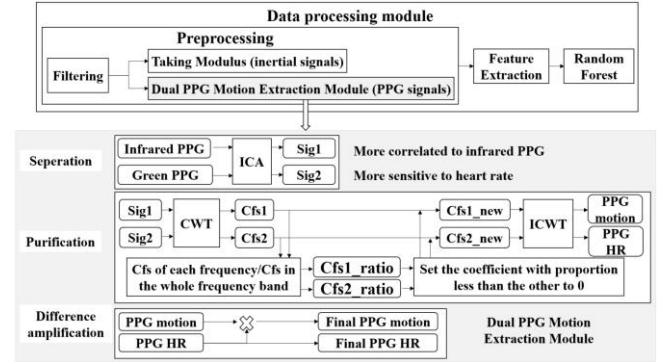 Data processing module
Preprocessing
Filtering
Taking Modulus (inertial signals)
Dual PPG Motion Extraction Module (PPG signals)
Feature
Extraction
Random
Forest
Seperation
Infrared PPG
Green PPG
ICA
Sig1
Sig2
More correlated to infrared PPG
More sensitive to heart rate
Purification
Sig1
Sig2
CWT
Cfs1
Cfs2
Cfs1_new
Cfs2_new
ICWT
PPG
motion
PPG
HR
Cfs of each frequency/Cfs in
the whole frequency band
Cfs1_ratio
Cfs2_ratio
Set the coefficient with proportion
less than the other to 0
Difference
amplification
PPG motion
PPG HR
Final PPG motion
Final PPG HR
Dual PPG Motion
Extraction Module